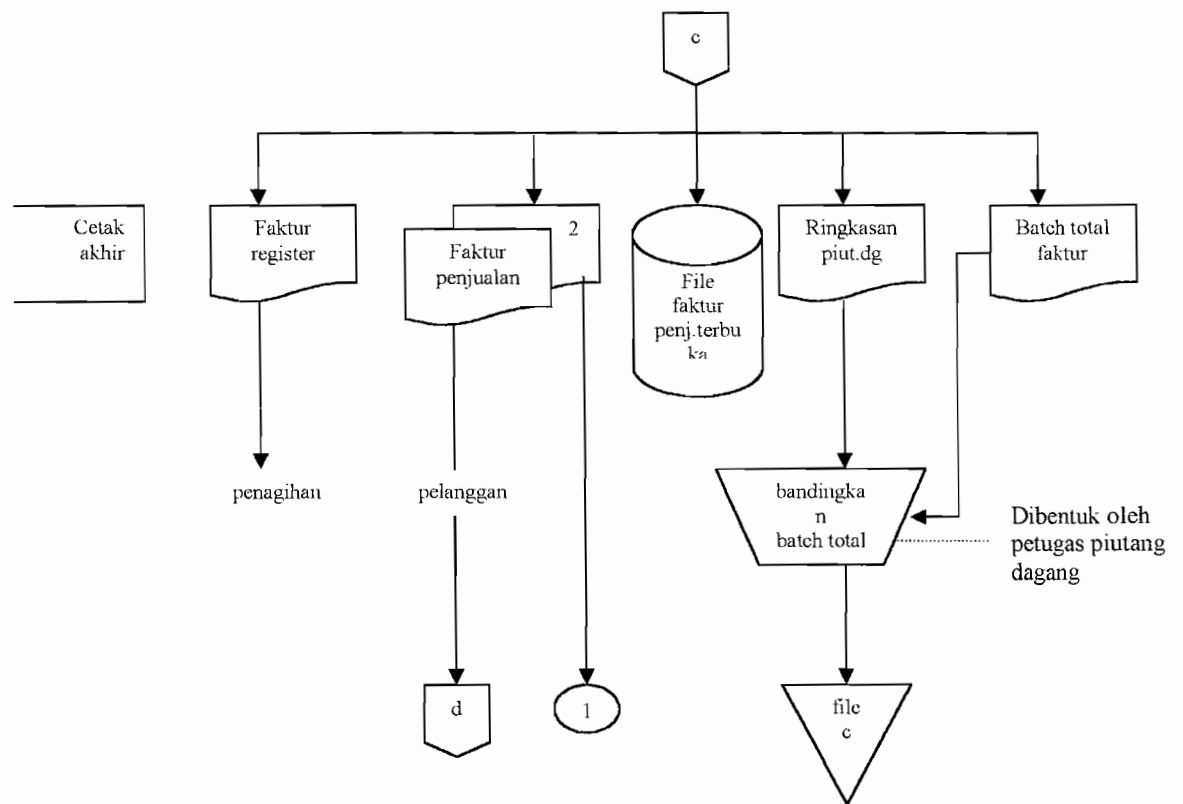 c
Cetak
akhir
Faktur
register
2
Faktur
penjualan
File
faktur
penj.terbu
ka
Ringkasan
piut.dg
Batch total
faktur
penagihan
pelanggan
bandingka
n
batch total
Dibentuk oleh
petugas piutang
dagang
d
1
file
c